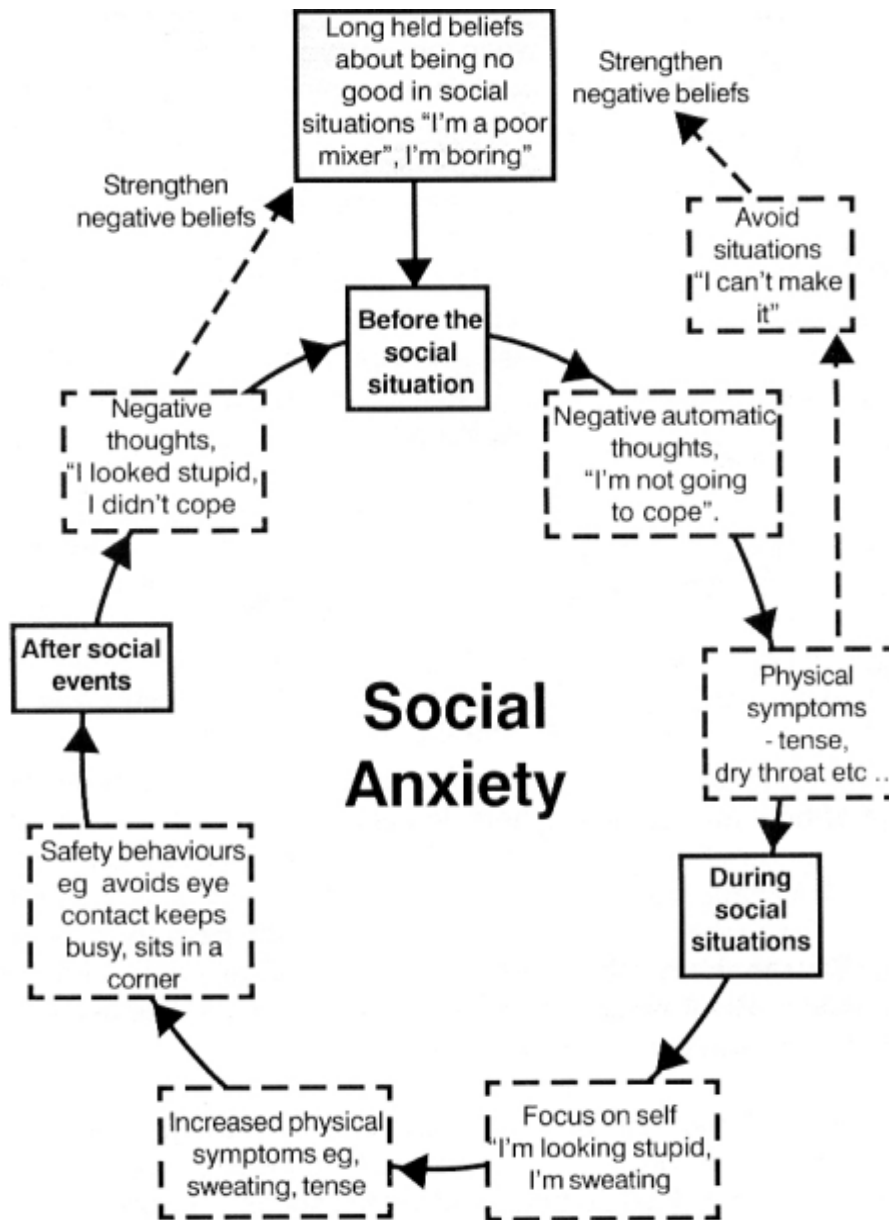 Long held beliefs
about being no
good in social
situations “I’m a poor
mixer”, I’m boring”
Strengthen
negative beliefs
Strengthen
negative beliefs
Avoid
situations
“I can’t make
it”
Before the
social
situation
Negative
thoughts,
“I looked stupid,
I didn’t cope
Negative automatic
thoughts,
“I’m not going
to cope”.
After social
events
Social
Anxiety
Physical
symptoms
- tense,
dry throat etc ...
Safety behaviours
eg avoids eye
contact keeps
busy, sits in a
corner
During
social
situations
Increased physical
symptoms eg,
sweating, tense
Focus on self
“I’m looking stupid,
I’m sweating